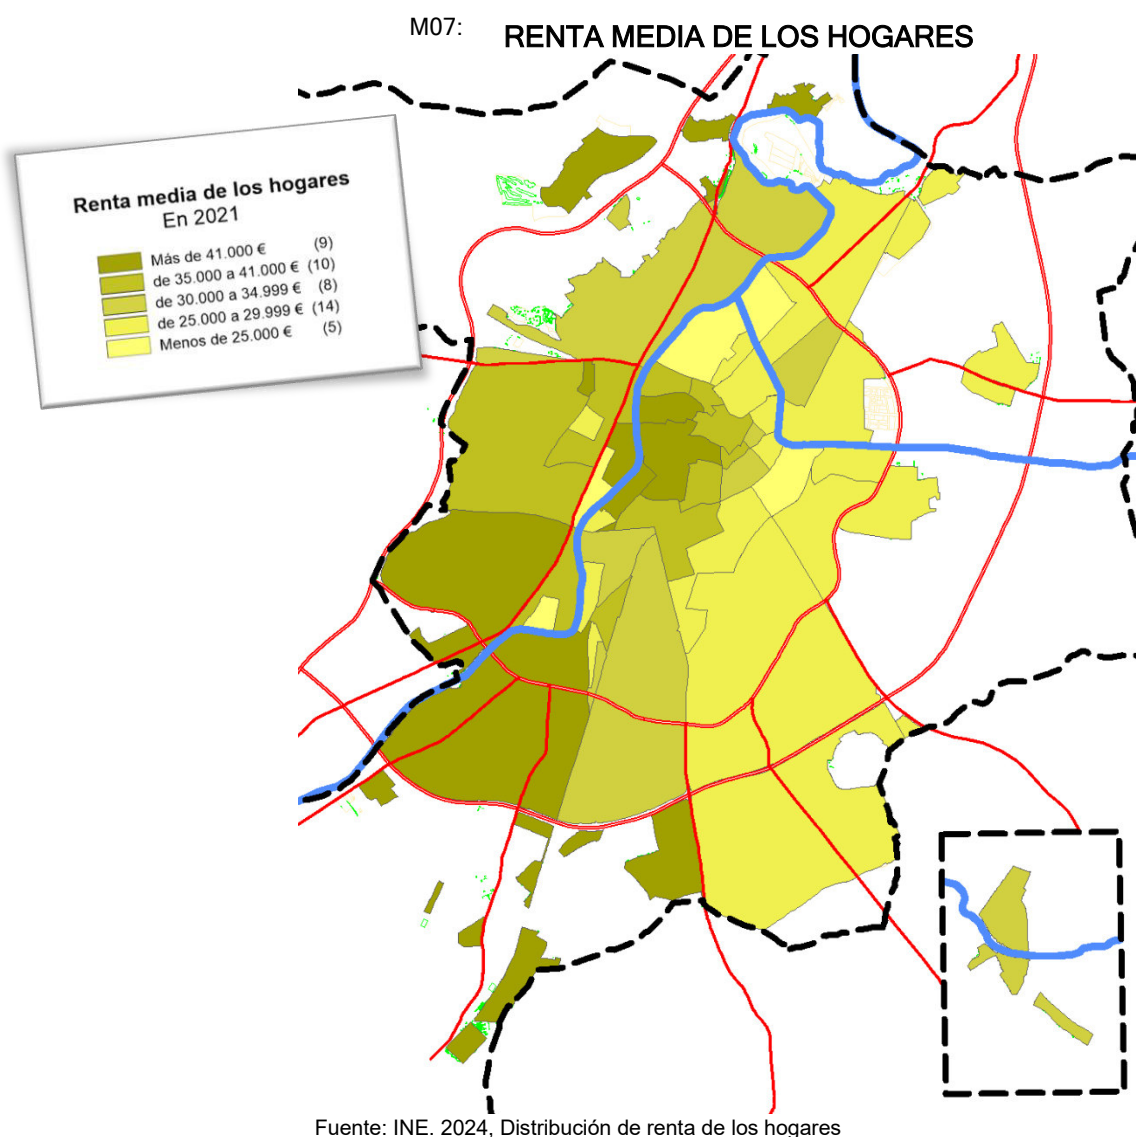 M07:
RENTA MEDIA DE LOS HOGARES
Renta media de los hogares
En 2021
Más de 41.000 € (9)
de 35.000 a 41.000 € (10)
de 30.000 a 34.999 € (8)
de 25.000 a 29.999 € (14)
Menos de 25.000 € (5)
Fuente: INE. 2024, Distribución de renta de los hogares